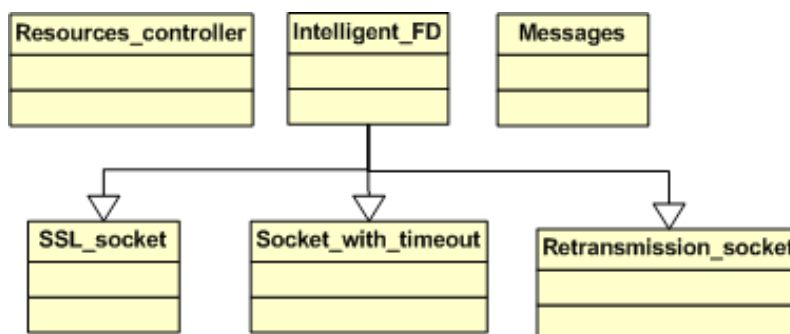 Resources_controller
Intelligent_FD
Messages
SSL_socket
Socket_with_timeout
Retransmission_socket